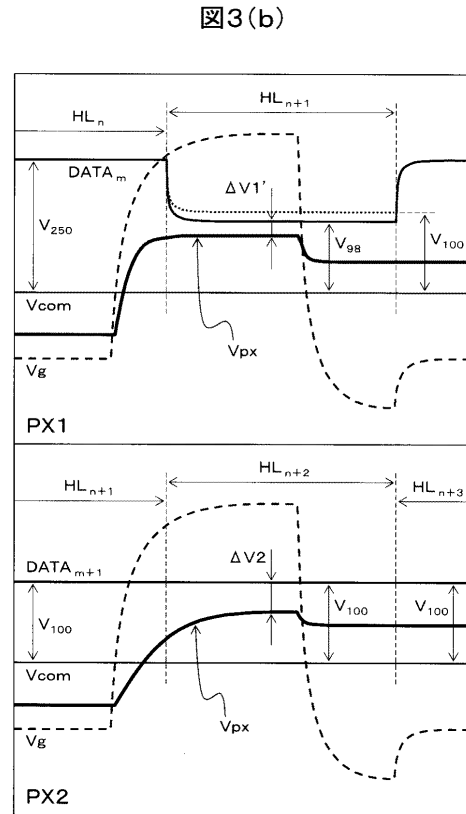 図3(b)
HLn+1
HLn
DATAm
ΔV1'
V250
V98
V100
Vcom
Vpx
Vg
PX1
HLn+1
HLn+2
HLn+3
DATAm+1
ΔV2
V100
V100
V100
Vcom
Vpx
Vg
PX2